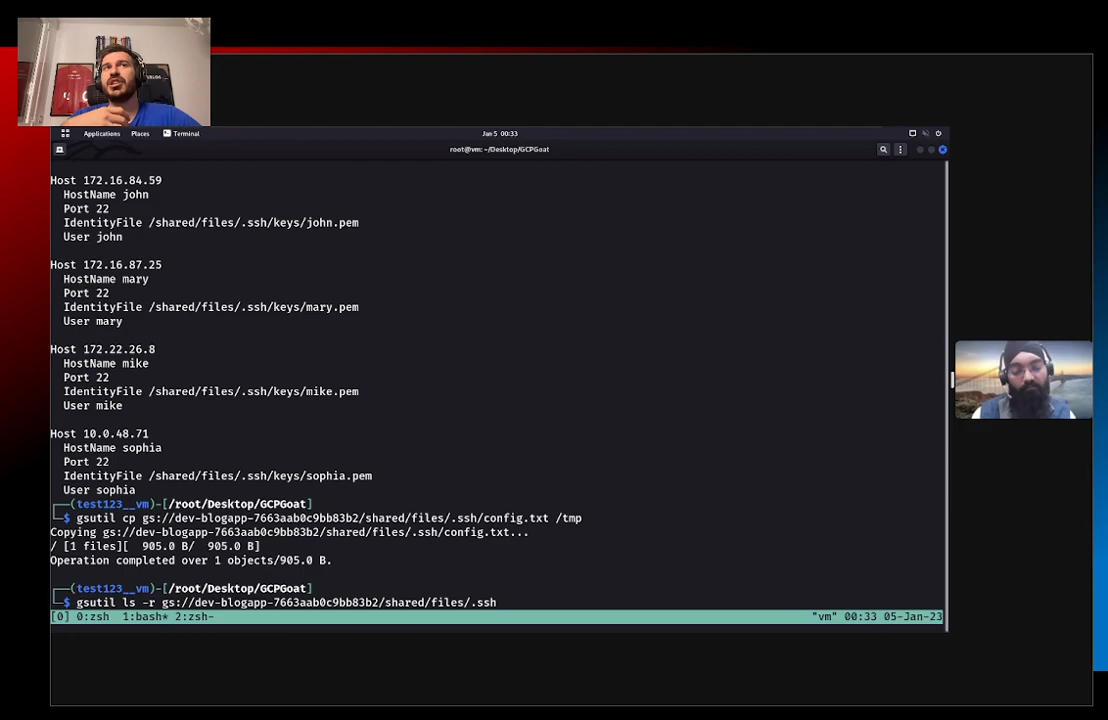 Applications Places Terminal Jan 5 00:33
root@vm: ~/Desktop/GCPGoat
Host 172.16.84.59
HostName john
Port 22
IdentityFile /shared/files/.ssh/keys/john.pem
User john
Host 172.16.87.25
HostName mary
Port 22
IdentityFile /shared/files/.ssh/keys/mary.pem
User mary
Host 172.22.26.8
HostName mike
Port 22
IdentityFile /shared/files/.ssh/keys/mike.pem
User mike
Host 10.0.48.71
HostName sophia
Port 22
IdentityFile /shared/files/.ssh/keys/sophia.pem
User sophia
┌──(test123__vm)-[/root/Desktop/GCPGoat]
└─$ gsutil cp gs://dev-blogapp-7663aab0c9bb83b2/shared/files/.ssh/config.txt /tmp
Copying gs://dev-blogapp-7663aab0c9bb83b2/shared/files/.ssh/config.txt...
/ [1 files][ 905.0 B/ 905.0 B]
Operation completed over 1 objects/905.0 B.
┌──(test123__vm)-[/root/Desktop/GCPGoat]
└─$ gsutil ls -r gs://dev-blogapp-7663aab0c9bb83b2/shared/files/.ssh
[0] 0:zsh 1:bash* 2:zsh- "vm" 00:33 05-Jan-23